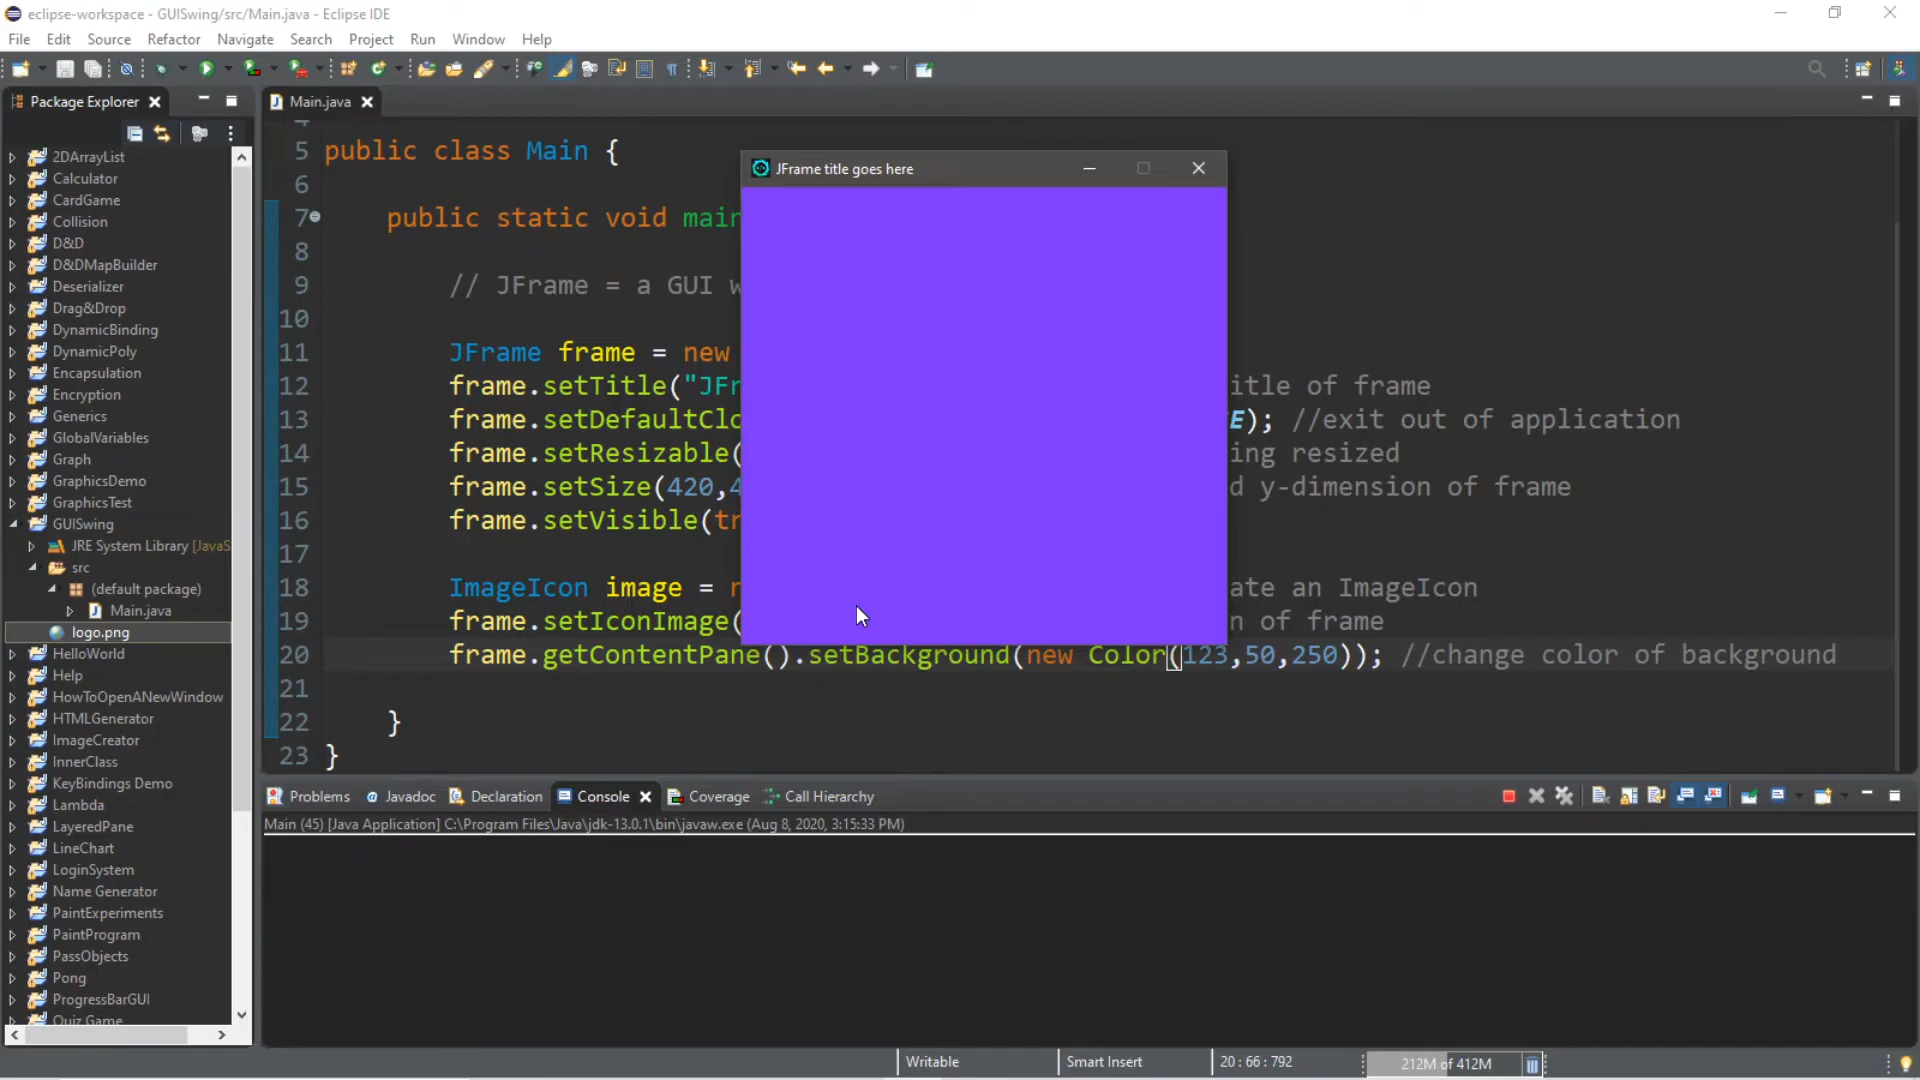 eclipse-workspace - GUISwing/src/Main.java - Eclipse IDE
File Edit Source Refactor Navigate Search Project Run Window Help
Package Explorer
Main.java
2DArrayList
Calculator
CardGame
Collision
D&D
D&DMapBuilder
Deserializer
Drag&Drop
DynamicBinding
DynamicPoly
Encapsulation
Encryption
Generics
GlobalVariables
Graph
GraphicsDemo
GraphicsTest
GUISwing
JRE System Library [JavaS
src
(default package)
Main.java
logo.png
HelloWorld
Help
HowToOpenANewWindow
HTMLGenerator
ImageCreator
InnerClass
KeyBindings Demo
Lambda
LayeredPane
LineChart
LoginSystem
Name Generator
PaintExperiments
PaintProgram
PassObjects
Pong
ProgressBarGUI
Quiz Game
5 public class Main {
6
7 public static void main
8
9 // JFrame = a GUI w
10
11 JFrame frame = new
12 frame.setTitle("JFr itle of frame
13 frame.setDefaultClo E); //exit out of application
14 frame.setResizable( ing resized
15 frame.setSize(420,4 d y-dimension of frame
16 frame.setVisible(tr
17
18 ImageIcon image = n ate an ImageIcon
19 frame.setIconImage( n of frame
20 frame.getContentPane().setBackground(new Color(123,50,250)); //change color of background
21
22 }
23 }
JFrame title goes here
Problems Javadoc Declaration Console Coverage Call Hierarchy
Main (45) [Java Application] C:\Program Files\Java\jdk-13.0.1\bin\javaw.exe (Aug 8, 2020, 3:15:33 PM)
Writable Smart Insert 20 : 66 : 792 212M of 412M